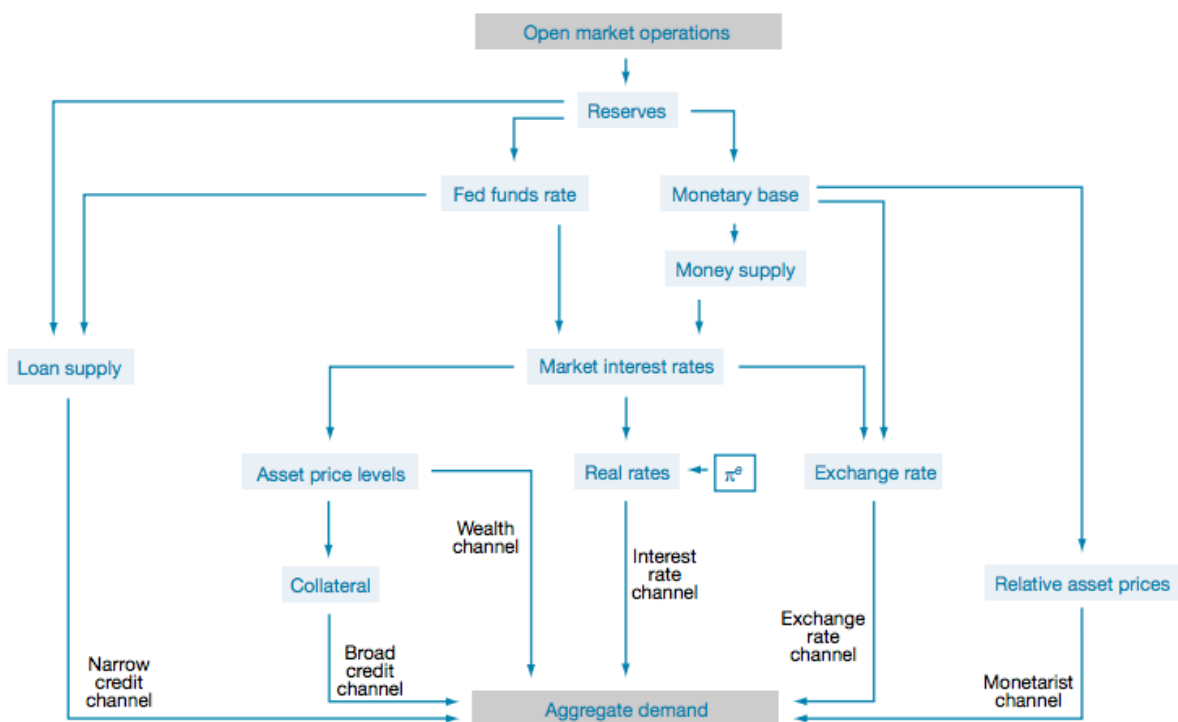 Open market operations
Reserves
Fed funds rate
Monetary base
Money supply
Loan supply
Market interest rates
Asset price levels
Real rates
πᵉ
Exchange rate
Wealth
channel
Interest
rate
channel
Collateral
Relative asset prices
Exchange
rate
channel
Narrow
credit
channel
Broad
credit
channel
Monetarist
channel
Aggregate demand